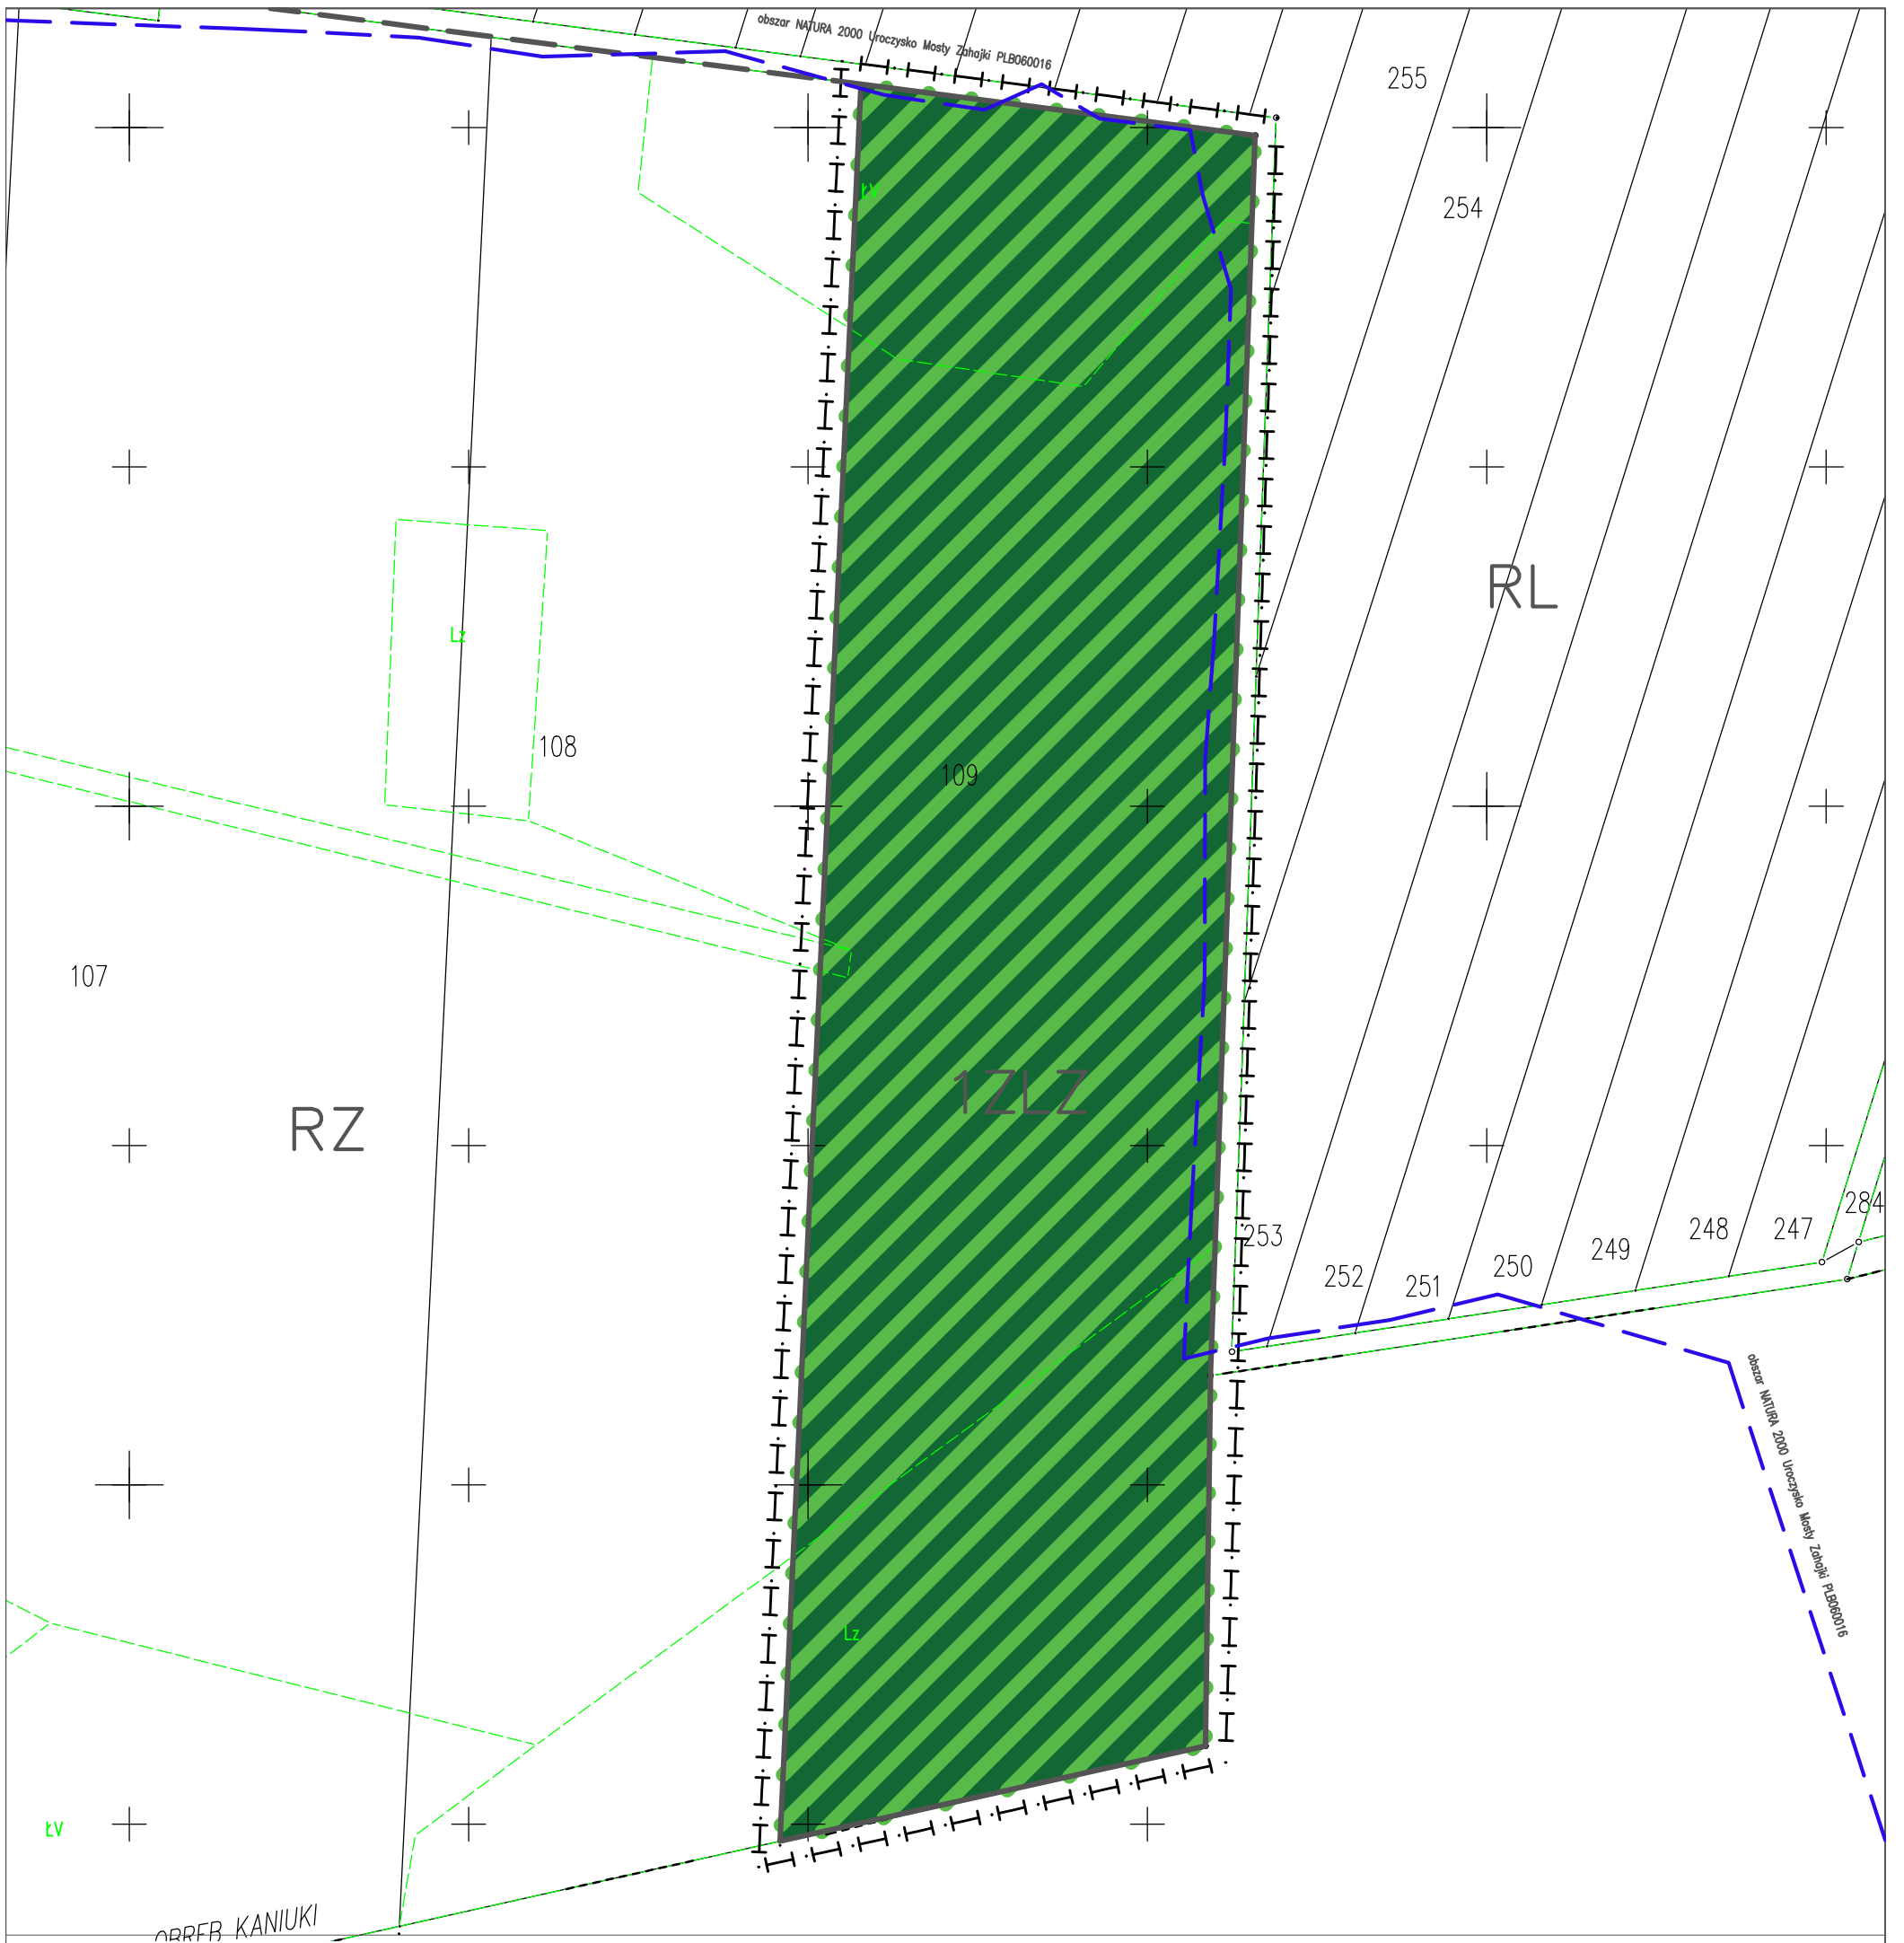 obszar NATURA 2000 Uroczysko Mosty Zahajki PLB060016
255
ŁV
254
RL
Lz
108
109
107
1ZLZ
RZ
284
253
248
247
249
252
251
250
obszar NATURA 2000 Uroczysko Mosty Zahajki PLB060016
Lz
ŁV
OBRĘB KANIUKI